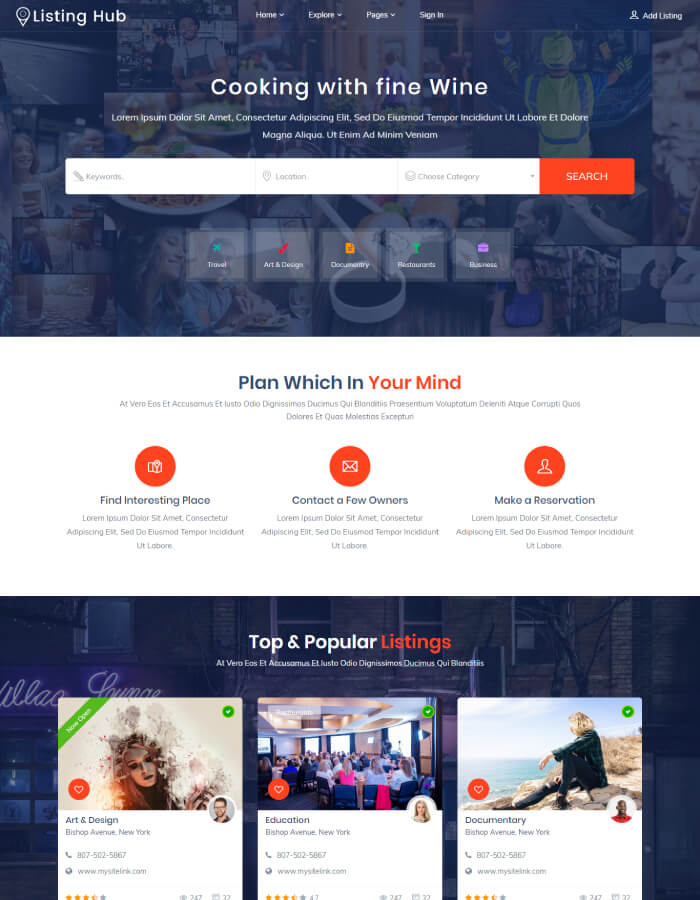 Listing Hub
Home Explore Pages Sign In
Add Listing
Cooking with fine Wine
Lorem Ipsum Dolor Sit Amet, Consectetur Adipiscing Elit, Sed Do Eiusmod Tempor Incididunt Ut Labore Et Dolore
Magna Aliqua. Ut Enim Ad Minim Veniam
Keywords.. Location.. Choose Category SEARCH
Travel Art & Design Documentry Restaurants Business
Plan Which In Your Mind
At Vero Eos Et Accusamus Et Iusto Odio Dignissimos Ducimus Qui Blanditiis Praesentium Voluptatum Deleniti Atque Corrupti Quos
Dolores Et Quas Molestias Excepturi
Find Interesting Place
Lorem Ipsum Dolor Sit Amet, Consectetur
Adipiscing Elit, Sed Do Eiusmod Tempor Incididunt
Ut Labore.
Contact a Few Owners
Lorem Ipsum Dolor Sit Amet, Consectetur
Adipiscing Elit, Sed Do Eiusmod Tempor Incididunt
Ut Labore.
Make a Reservation
Lorem Ipsum Dolor Sit Amet, Consectetur
Adipiscing Elit, Sed Do Eiusmod Tempor Incididunt
Ut Labore.
Top & Popular Listings
At Vero Eos Et Accusamus Et Iusto Odio Dignissimos Ducimus Qui Blanditiis
Lounge
Now Open
Art & Design
Bishop Avenue, New York
807-502-5867
www.mysitelink.com
247 32
Education
Bishop Avenue, New York
807-502-5867
www.mysitelink.com
4.7 247 32
Documentary
Bishop Avenue, New York
807-502-5867
www.mysitelink.com
247 32